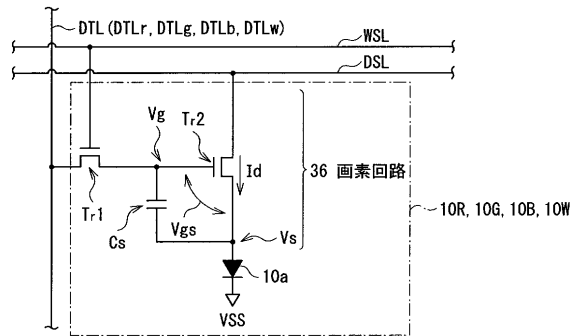 DTL(DTLr, DTLg, DTLb, DTLw)
WSL
DSL
Vg
Tr2
Id
36 画素回路
Tr1
Cs
Vgs
Vs
10R, 10G, 10B, 10W
10a
VSS